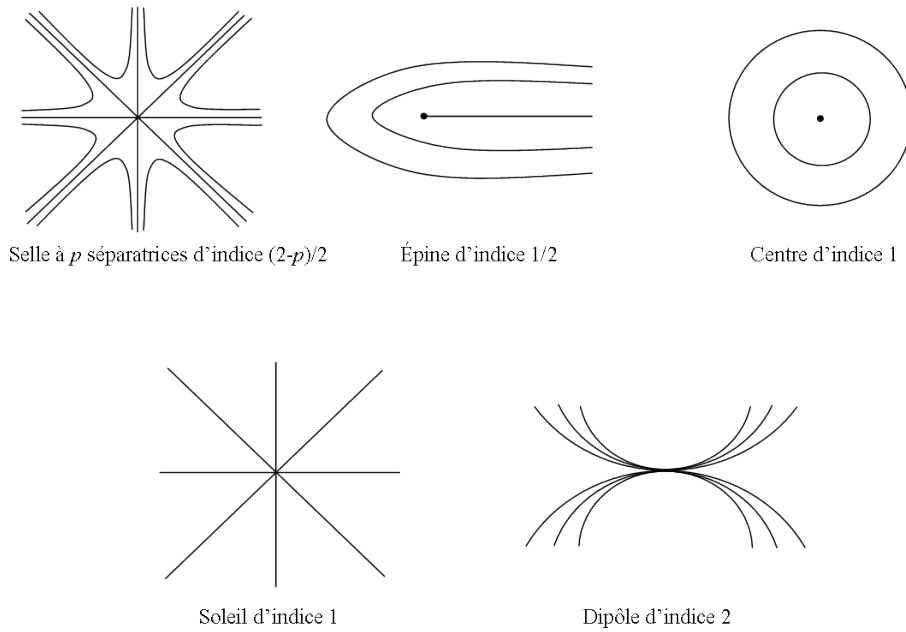 Selle à p séparatrices d'indice (2-p)/2
Épine d'indice 1/2
Centre d'indice 1
Soleil d'indice 1
Dipôle d'indice 2